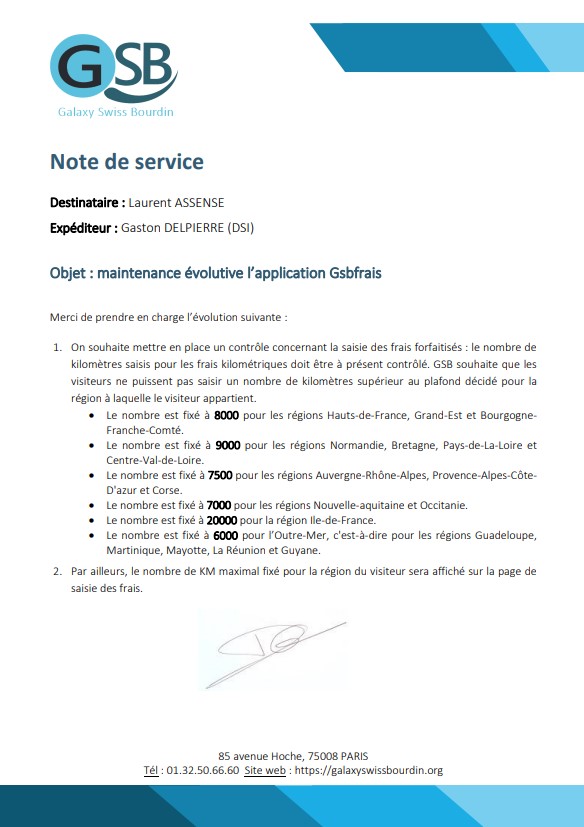 GSB
Galaxy Swiss Bourdin
Note de service
Destinataire : Laurent ASSENSE
Expéditeur : Gaston DELPIERRE (DSI)
Objet : maintenance évolutive l’application Gsbfrais
Merci de prendre en charge l’évolution suivante :
1. On souhaite mettre en place un contrôle concernant la saisie des frais forfaitisés : le nombre de
kilomètres saisis pour les frais kilométriques doit être à présent contrôlé. GSB souhaite que les
visiteurs ne puissent pas saisir un nombre de kilomètres supérieur au plafond décidé pour la
région à laquelle le visiteur appartient.
• Le nombre est fixé à 8000 pour les régions Hauts-de-France, Grand-Est et Bourgogne-
Franche-Comté.
• Le nombre est fixé à 9000 pour les régions Normandie, Bretagne, Pays-de-La-Loire et
Centre-Val-de-Loire.
• Le nombre est fixé à 7500 pour les régions Auvergne-Rhône-Alpes, Provence-Alpes-Côte-
D'azur et Corse.
• Le nombre est fixé à 7000 pour les régions Nouvelle-aquitaine et Occitanie.
• Le nombre est fixé à 20000 pour la région Ile-de-France.
• Le nombre est fixé à 6000 pour l’Outre-Mer, c'est-à-dire pour les régions Guadeloupe,
Martinique, Mayotte, La Réunion et Guyane.
2. Par ailleurs, le nombre de KM maximal fixé pour la région du visiteur sera affiché sur la page de
saisie des frais.
85 avenue Hoche, 75008 PARIS
Tél : 01.32.50.66.60 Site web : https://galaxyswissbourdin.org